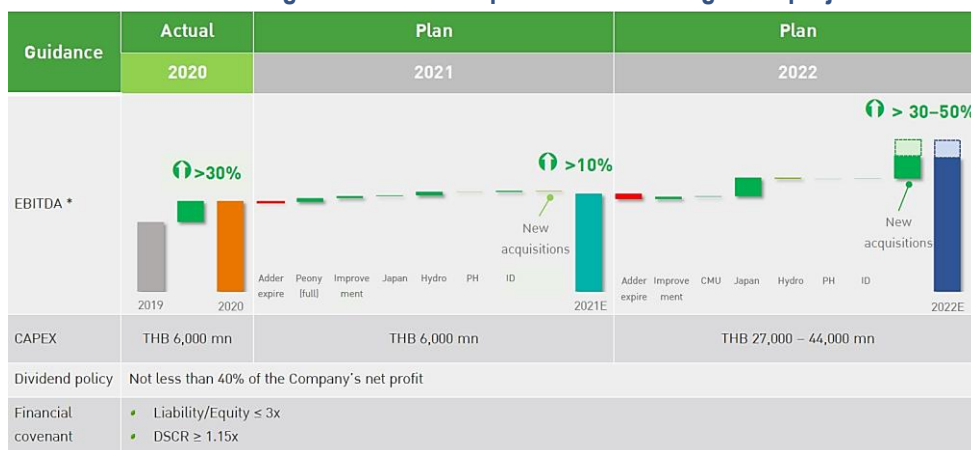 Guidance
Actual
Plan
Plan
2020
2021
2022
EBITDA *
>30%
>10%
> 30–50%
New
acquisitions
New
acquisitions
2019
2020
Adder
expire
Peony
(full)
Improve
ment
Japan
Hydro
PH
ID
2021E
Adder
expire
Improve
ment
CMU
Japan
Hydro
PH
ID
2022E
CAPEX
THB 6,000 mn
THB 6,000 mn
THB 27,000 – 44,000 mn
Dividend policy
Not less than 40% of the Company's net profit
Financial
covenant
Liability/Equity ≤ 3x
DSCR ≥ 1.15x